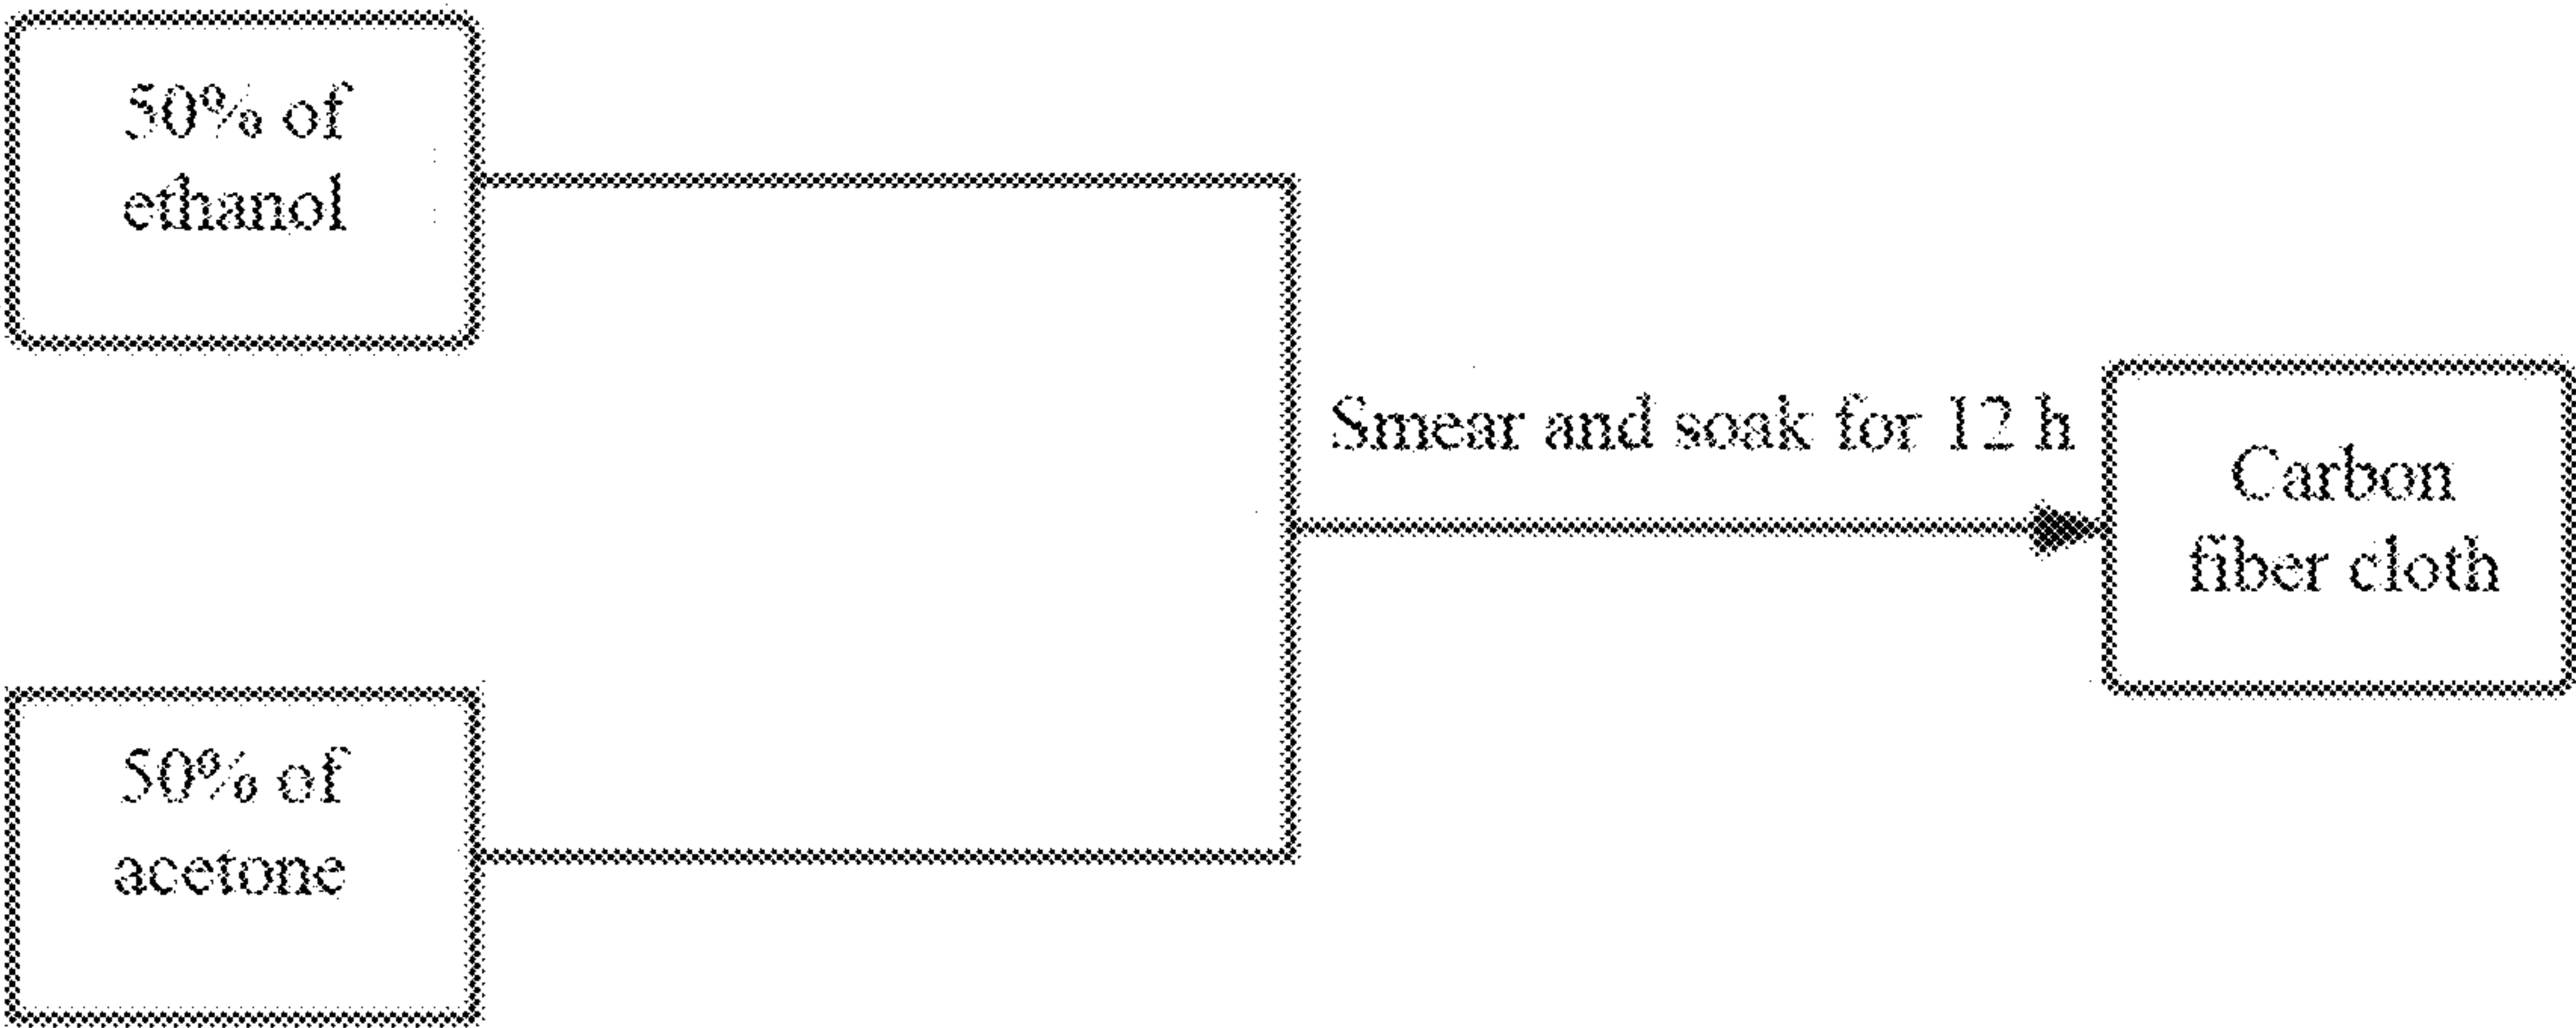 50% of
ethanol
Smear and soak for 12 h
Carbon
fiber cloth
50% of
acetone